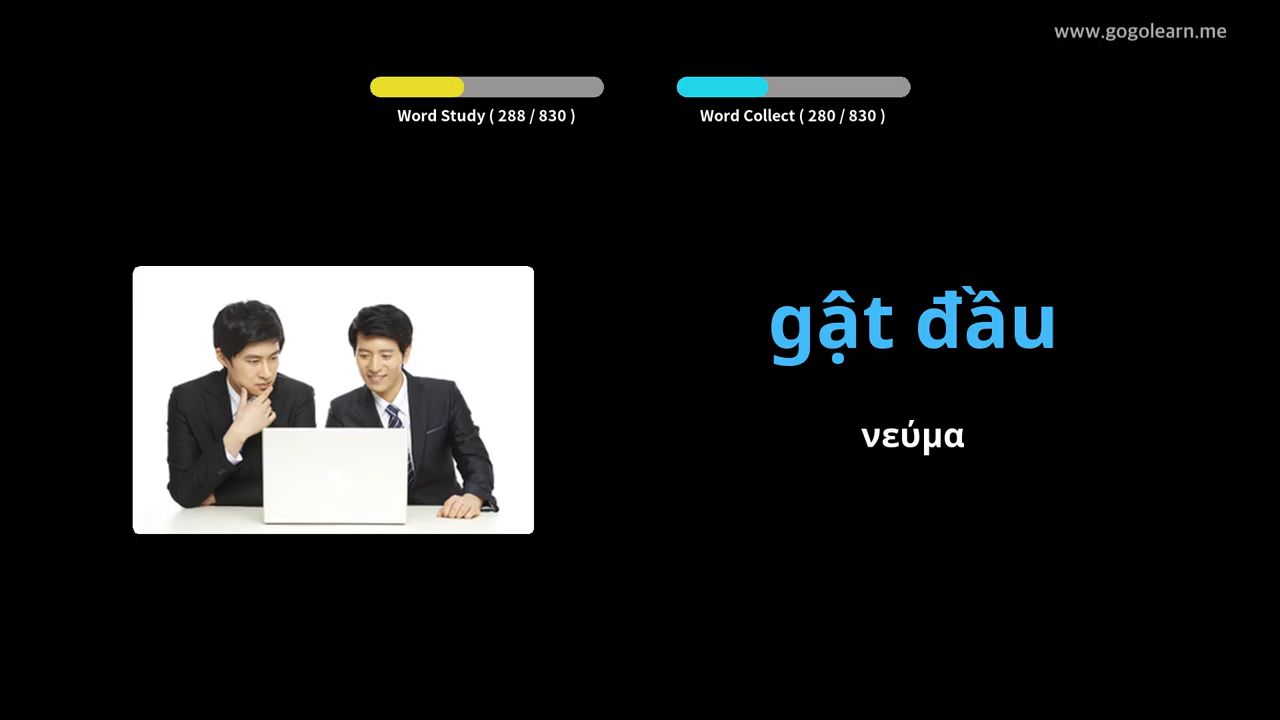 www.gogolearn.me
Word Study ( 288 / 830 )
Word Collect ( 280 / 830 )
gật đầu
νεύμα